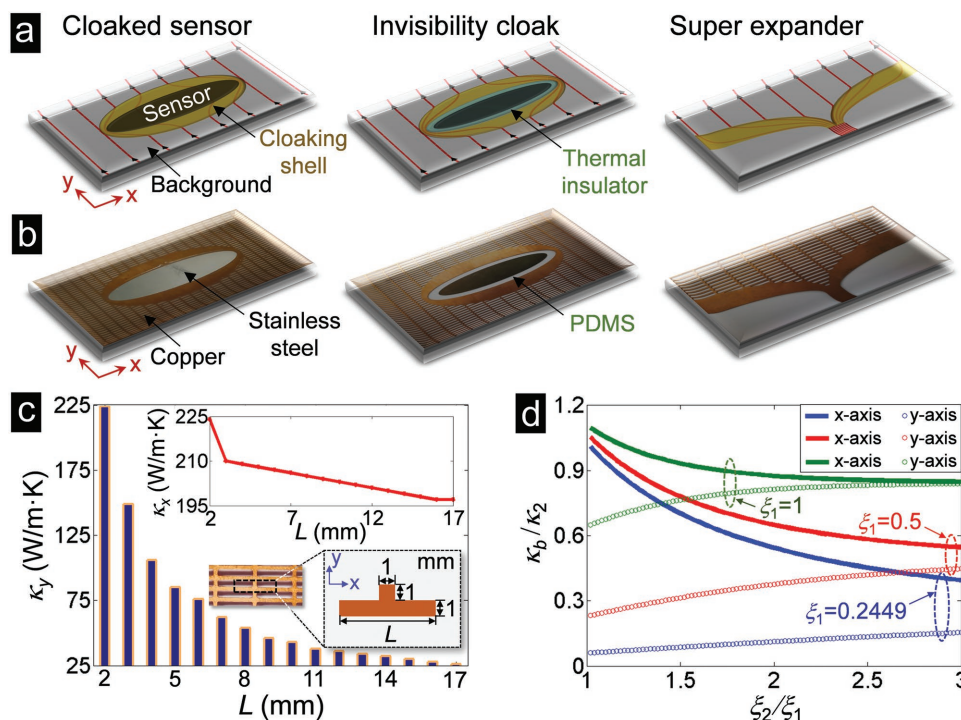 a
Cloaked sensor
Invisibility cloak
Super expander
Sensor
Cloaking
shell
Background
Thermal
insulator
y
x
b
Stainless
steel
Copper
PDMS
y
x
c
225
175
125
75
25
κy (W/m·K)
2
5
8
11
14
17
L (mm)
225
210
195
κx (W/m·K)
2
7
12
17
L (mm)
y
x
mm
1
1
1
L
d
1.2
0.9
0.6
0.3
0
κb/κ2
x-axis y-axis
x-axis y-axis
x-axis y-axis
ξ1=1
ξ1=0.5
ξ1=0.2449
1
1.5
2
2.5
3
ξ2/ξ1